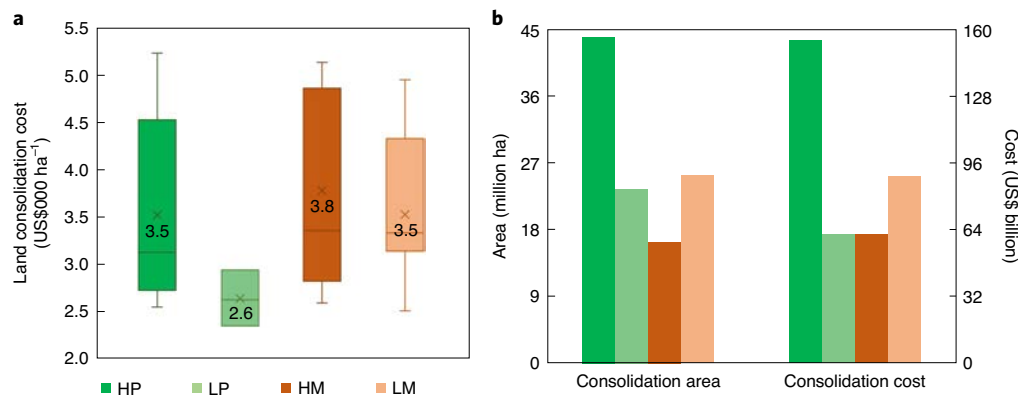 a
Land consolidation cost
(US$000 ha⁻¹)
5.5
5.0
4.5
4.0
3.5
3.0
2.5
2.0
3.5
2.6
3.8
3.5
HP
LP
HM
LM
b
Area (million ha)
45
36
27
18
9
0
160
128
96
64
32
0
Cost (US$ billion)
Consolidation area
Consolidation cost